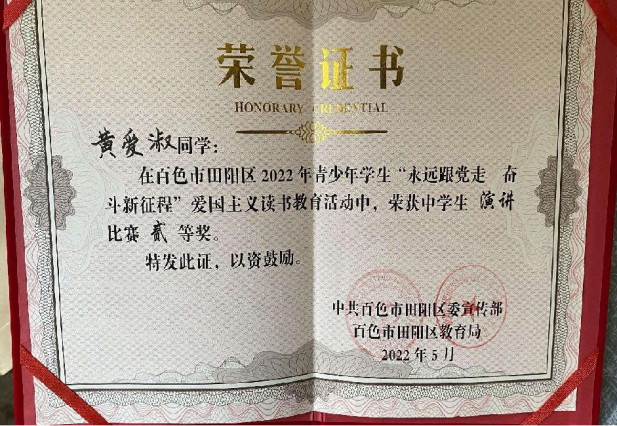 荣誉证书
HONORARY CREDENTIAL
黄爱淑同学：
在百色市田阳区2022年青少年学生“永远跟党走 奋
斗新征程”爱国主义读书教育活动中，荣获中学生 演讲
比赛 贰 等奖。
特发此证，以资鼓励。
中共百色市田阳区委宣传部
百色市田阳区教育局
2022年5月